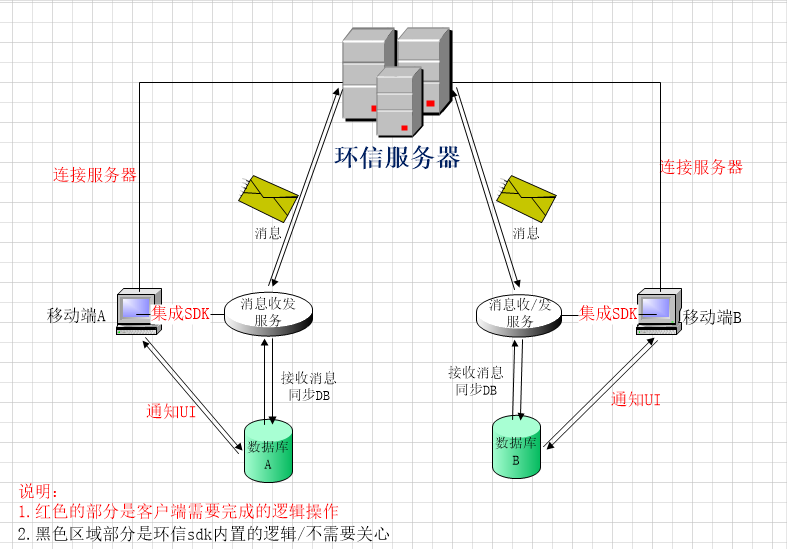 环信服务器
连接服务器
连接服务器
消息
消息
移动端A
集成SDK
消息收发
服务
消息收/发
服务
集成SDK
移动端B
接收消息
同步DB
接收消息
同步DB
通知UI
通知UI
数据库
A
数据库
B
说明：
1.红色的部分是客户端需要完成的逻辑操作
2.黑色区域部分是环信sdk内置的逻辑/不需要关心